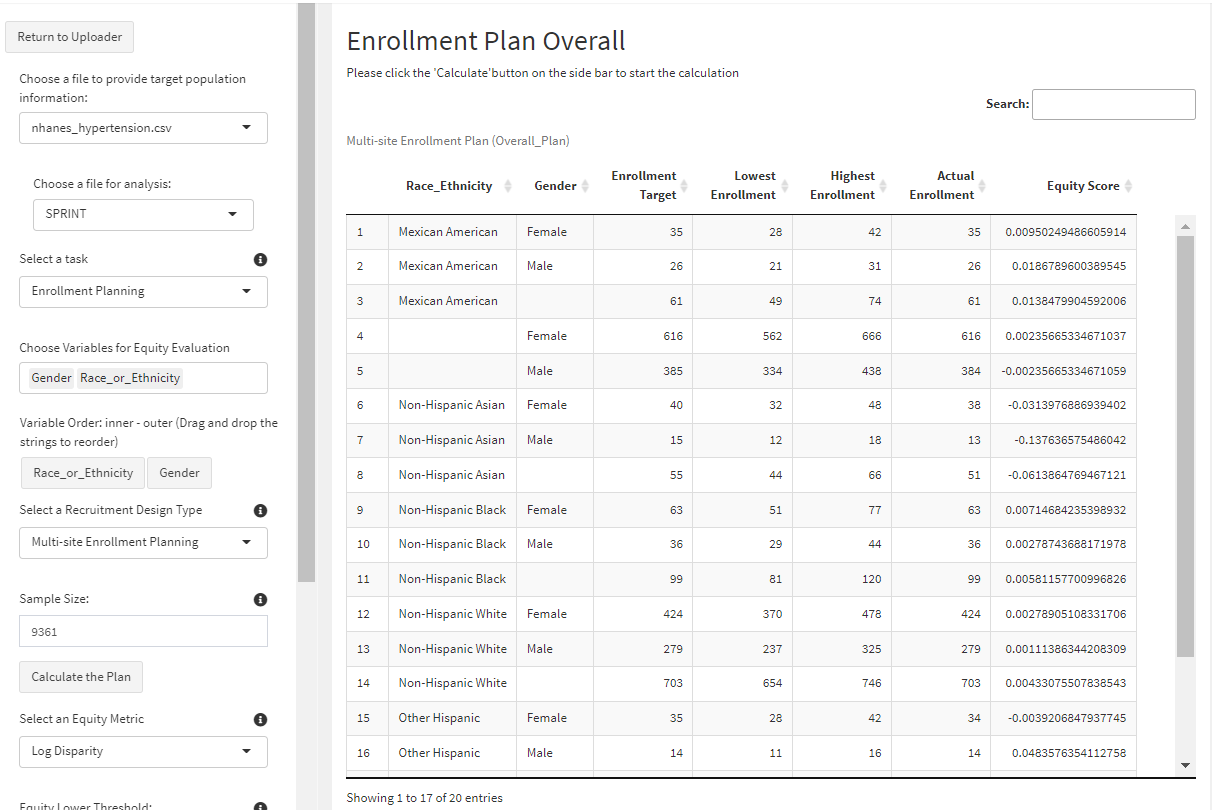 Return to Uploader
Choose a file to provide target population
information:
nhanes_hypertension.csv
Choose a file for analysis:
SPRINT
Select a task
Enrollment Planning
Choose Variables for Equity Evaluation
Gender Race_or_Ethnicity
Variable Order: inner - outer (Drag and drop the
strings to reorder)
Race_or_Ethnicity Gender
Select a Recruitment Design Type
Multi-site Enrollment Planning
Sample Size:
9361
Calculate the Plan
Select an Equity Metric
Log Disparity
Equity Lower Threshold:
Enrollment Plan Overall
Please click the 'Calculate'button on the side bar to start the calculation
Search:
Multi-site Enrollment Plan (Overall_Plan)
Race_Ethnicity Gender Enrollment Target Lowest Enrollment Highest Enrollment Actual Enrollment Equity Score
1 Mexican American Female 35 28 42 35 0.00950249486605914
2 Mexican American Male 26 21 31 26 0.0186789600389545
3 Mexican American 61 49 74 61 0.0138479904592006
4 Female 616 562 666 616 0.00235665334671037
5 Male 385 334 438 384 -0.00235665334671059
6 Non-Hispanic Asian Female 40 32 48 38 -0.0313976886939402
7 Non-Hispanic Asian Male 15 12 18 13 -0.137636575486042
8 Non-Hispanic Asian 55 44 66 51 -0.0613864769467121
9 Non-Hispanic Black Female 63 51 77 63 0.00714684235398932
10 Non-Hispanic Black Male 36 29 44 36 0.00278743688171978
11 Non-Hispanic Black 99 81 120 99 0.00581157700996826
12 Non-Hispanic White Female 424 370 478 424 0.00278905108331706
13 Non-Hispanic White Male 279 237 325 279 0.00111386344208309
14 Non-Hispanic White 703 654 746 703 0.00433075507838543
15 Other Hispanic Female 35 28 42 34 -0.0039206847937745
16 Other Hispanic Male 14 11 16 14 0.0483576354112758
Showing 1 to 17 of 20 entries